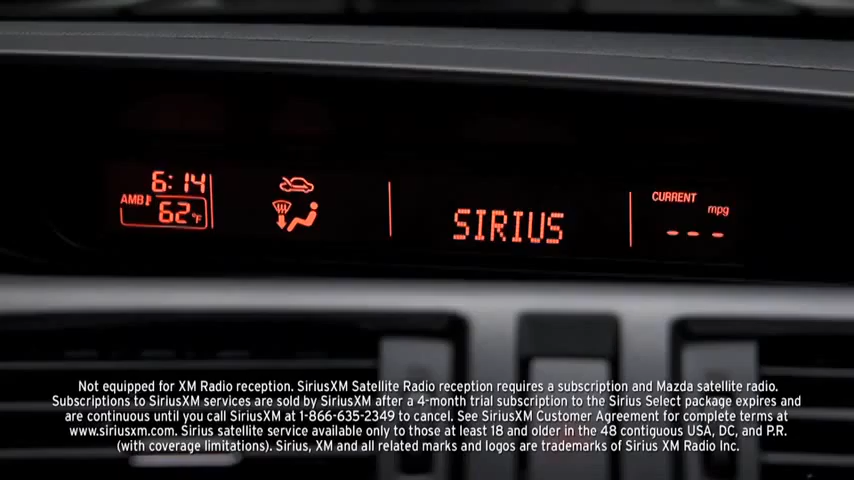 6:14
AMB 62°F
SIRIUS
CURRENT
mpg
---
Not equipped for XM Radio reception. SiriusXM Satellite Radio reception requires a subscription and Mazda satellite radio.
Subscriptions to SiriusXM services are sold by SiriusXM after a 4-month trial subscription to the Sirius Select package expires and
are continuous until you call SiriusXM at 1-866-635-2349 to cancel. See SiriusXM Customer Agreement for complete terms at
www.siriusxm.com. Sirius satellite service available only to those at least 18 and older in the 48 contiguous USA, DC, and P.R.
(with coverage limitations). Sirius, XM and all related marks and logos are trademarks of Sirius XM Radio Inc.